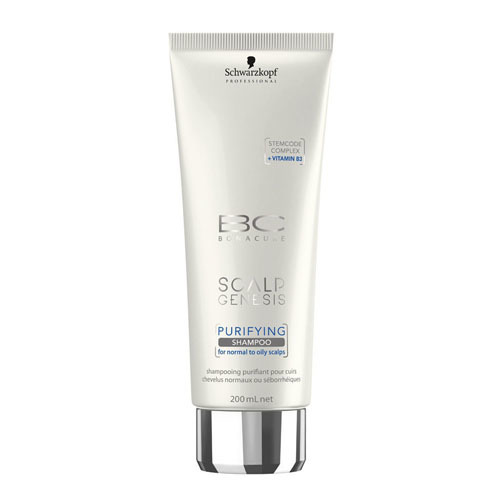 Schwarzkopf
PROFESSIONAL
STEMCODE
COMPLEX
+ VITAMIN B3
BC
BONACURE
SCALP
GENESIS
PURIFYING
SHAMPOO
for normal to oily scalps
shampooing purifiant pour cuirs
chevelus normaux ou séborrhéiques
200 mL.net